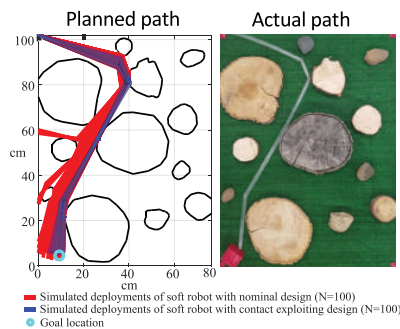 Planned path
Actual path
100
80
60
cm
40
20
0
0
20
40
cm
60
80
Simulated deployments of soft robot with nominal design (N=100)
Simulated deployments of soft robot with contact exploiting design (N=100)
Goal location